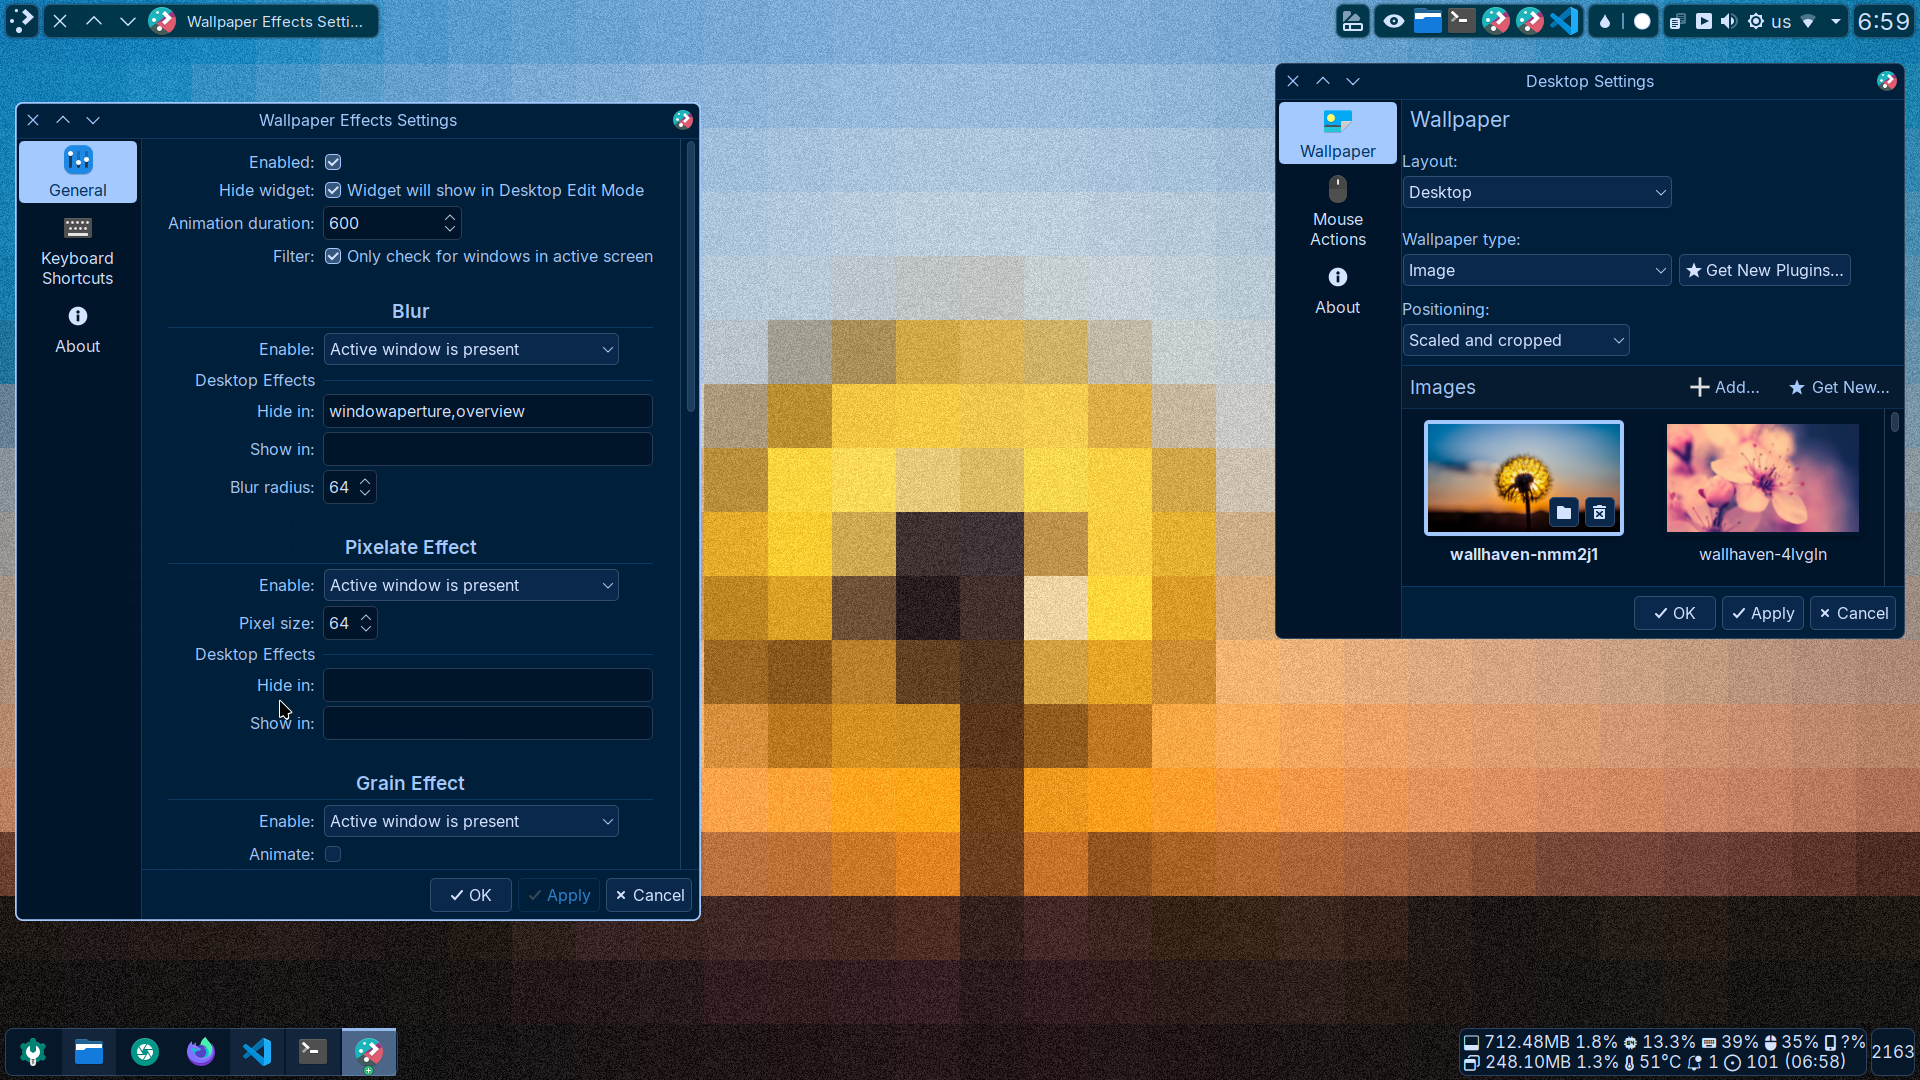 Wallpaper Effects Setti...
us
6:59
Wallpaper Effects Settings
General
Keyboard
Shortcuts
About
Enabled:
Hide widget: Widget will show in Desktop Edit Mode
Animation duration: 600
Filter: Only check for windows in active screen
Blur
Enable: Active window is present
Desktop Effects
Hide in: windowaperture,overview
Show in:
Blur radius: 64
Pixelate Effect
Enable: Active window is present
Pixel size: 64
Desktop Effects
Hide in:
Show in:
Grain Effect
Enable: Active window is present
Animate:
OK Apply Cancel
Desktop Settings
Wallpaper
Mouse
Actions
About
Wallpaper
Layout:
Desktop
Wallpaper type:
Image Get New Plugins...
Positioning:
Scaled and cropped
Images Add... Get New...
wallhaven-nmm2j1 wallhaven-4lvgln
OK Apply Cancel
712.48MB 1.8% 13.3% 39% 35% ?%
248.10MB 1.3% 51°C 1 101 (06:58)
2163